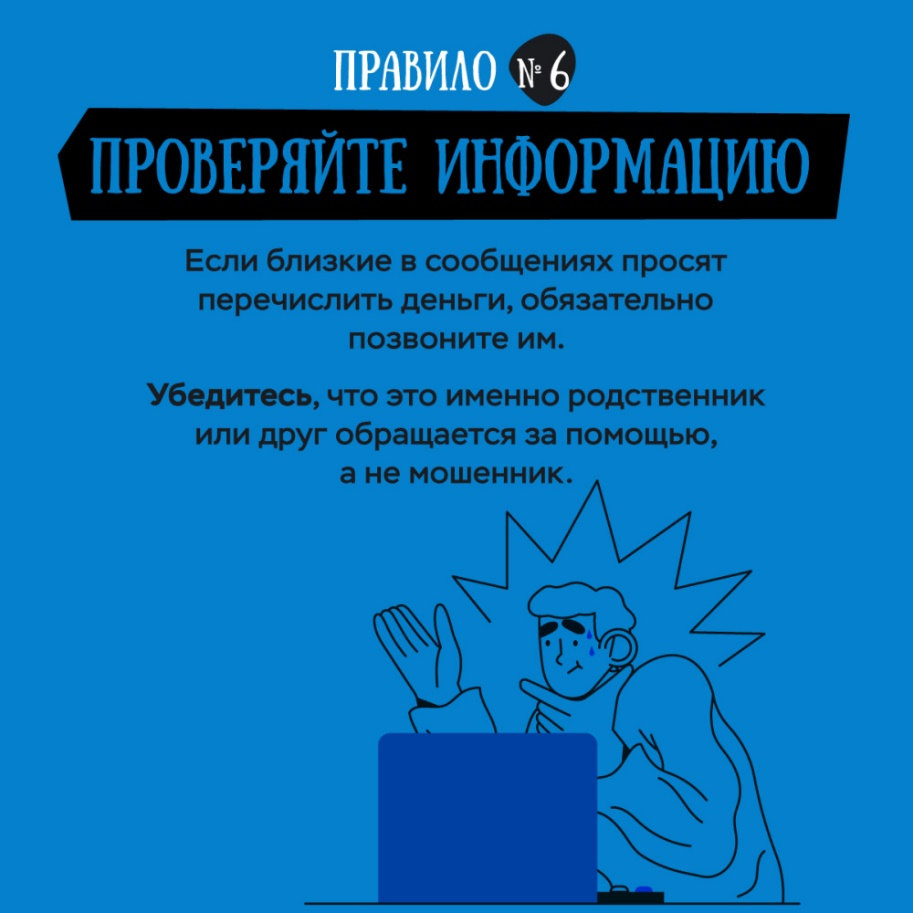 ПРАВИЛО № 6
ПРОВЕРЯЙТЕ ИНФОРМАЦИЮ
Если близкие в сообщениях просят
перечислить деньги, обязательно
позвоните им.
Убедитесь, что это именно родственник
или друг обращается за помощью,
а не мошенник.